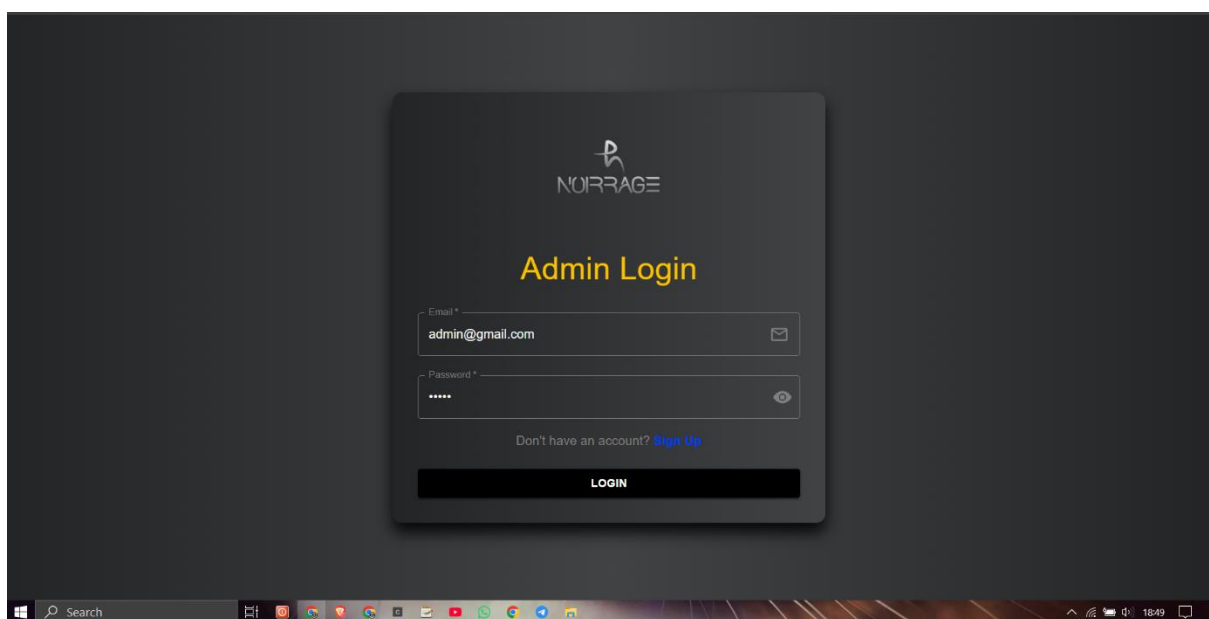 NOIRRAGE
Admin Login
Email *
admin@gmail.com
Password *
•••••
Don't have an account? Sign Up
LOGIN
Search
18:49